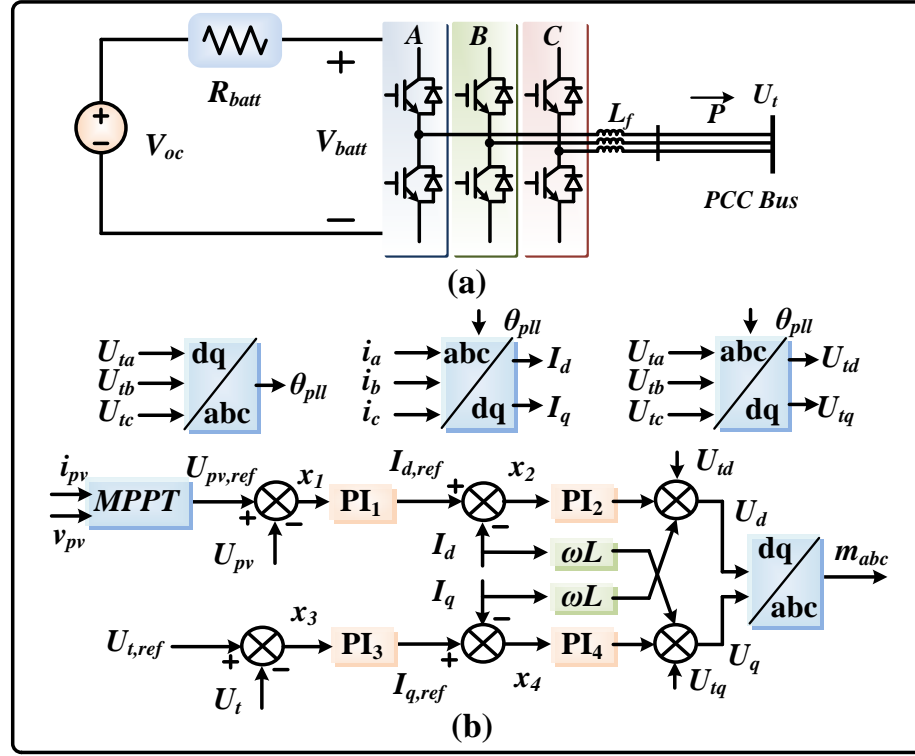 A B C
R_batt
V_oc
V_batt
L_f
P
U_t
PCC Bus
(a)
U_ta
U_tb
U_tc
dq
abc
θ_pll
i_a
i_b
i_c
θ_pll
abc
dq
I_d
I_q
U_ta
U_tb
U_tc
θ_pll
abc
dq
U_td
U_tq
i_pv
v_pv
MPPT
U_pv,ref
U_pv
x_1
PI_1
I_d,ref
x_2
PI_2
U_td
U_d
I_d
ωL
I_q
ωL
dq
abc
m_abc
U_t,ref
U_t
x_3
PI_3
I_q,ref
x_4
PI_4
U_tq
U_q
(b)